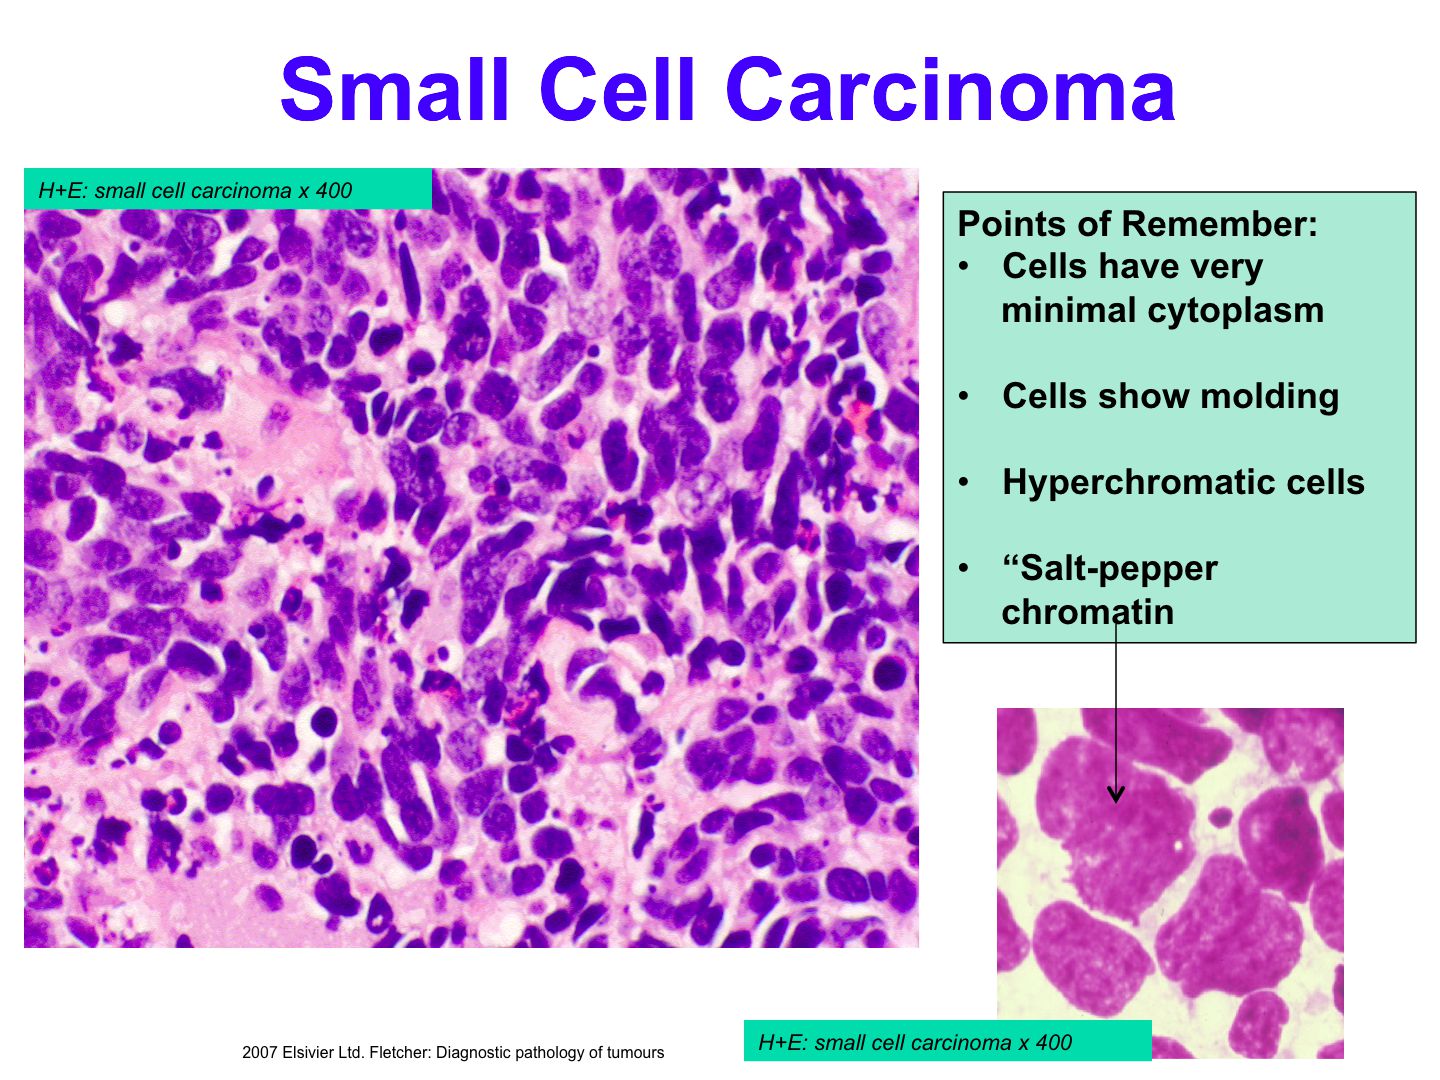 Small Cell Carcinoma
H+E: small cell carcinoma x 400
Points of Remember:
• Cells have very
minimal cytoplasm
• Cells show molding
• Hyperchromatic cells
• “Salt-pepper
chromatin
H+E: small cell carcinoma x 400
2007 Elsivier Ltd. Fletcher: Diagnostic pathology of tumours